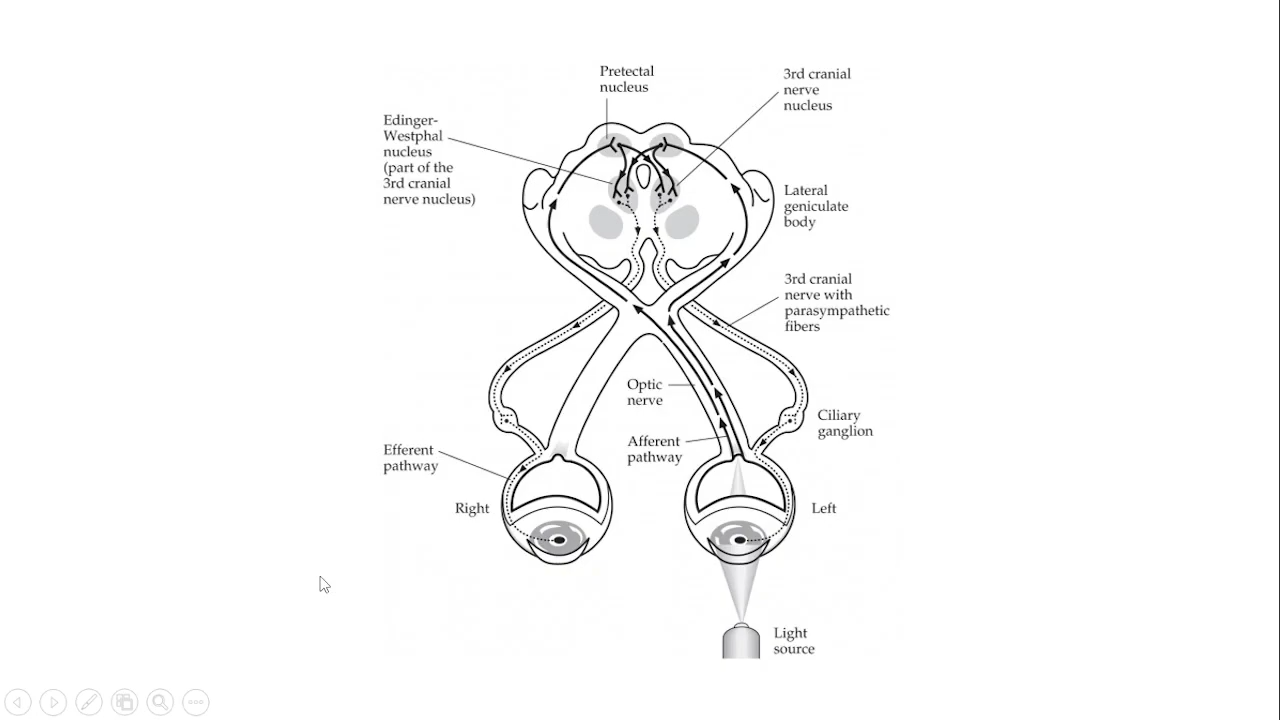 Pretectal
nucleus
3rd cranial
nerve
nucleus
Edinger-
Westphal
nucleus
(part of the
3rd cranial
nerve nucleus)
Lateral
geniculate
body
3rd cranial
nerve with
parasympathetic
fibers
Optic
nerve
Ciliary
ganglion
Afferent
pathway
Efferent
pathway
Right
Left
Light
source